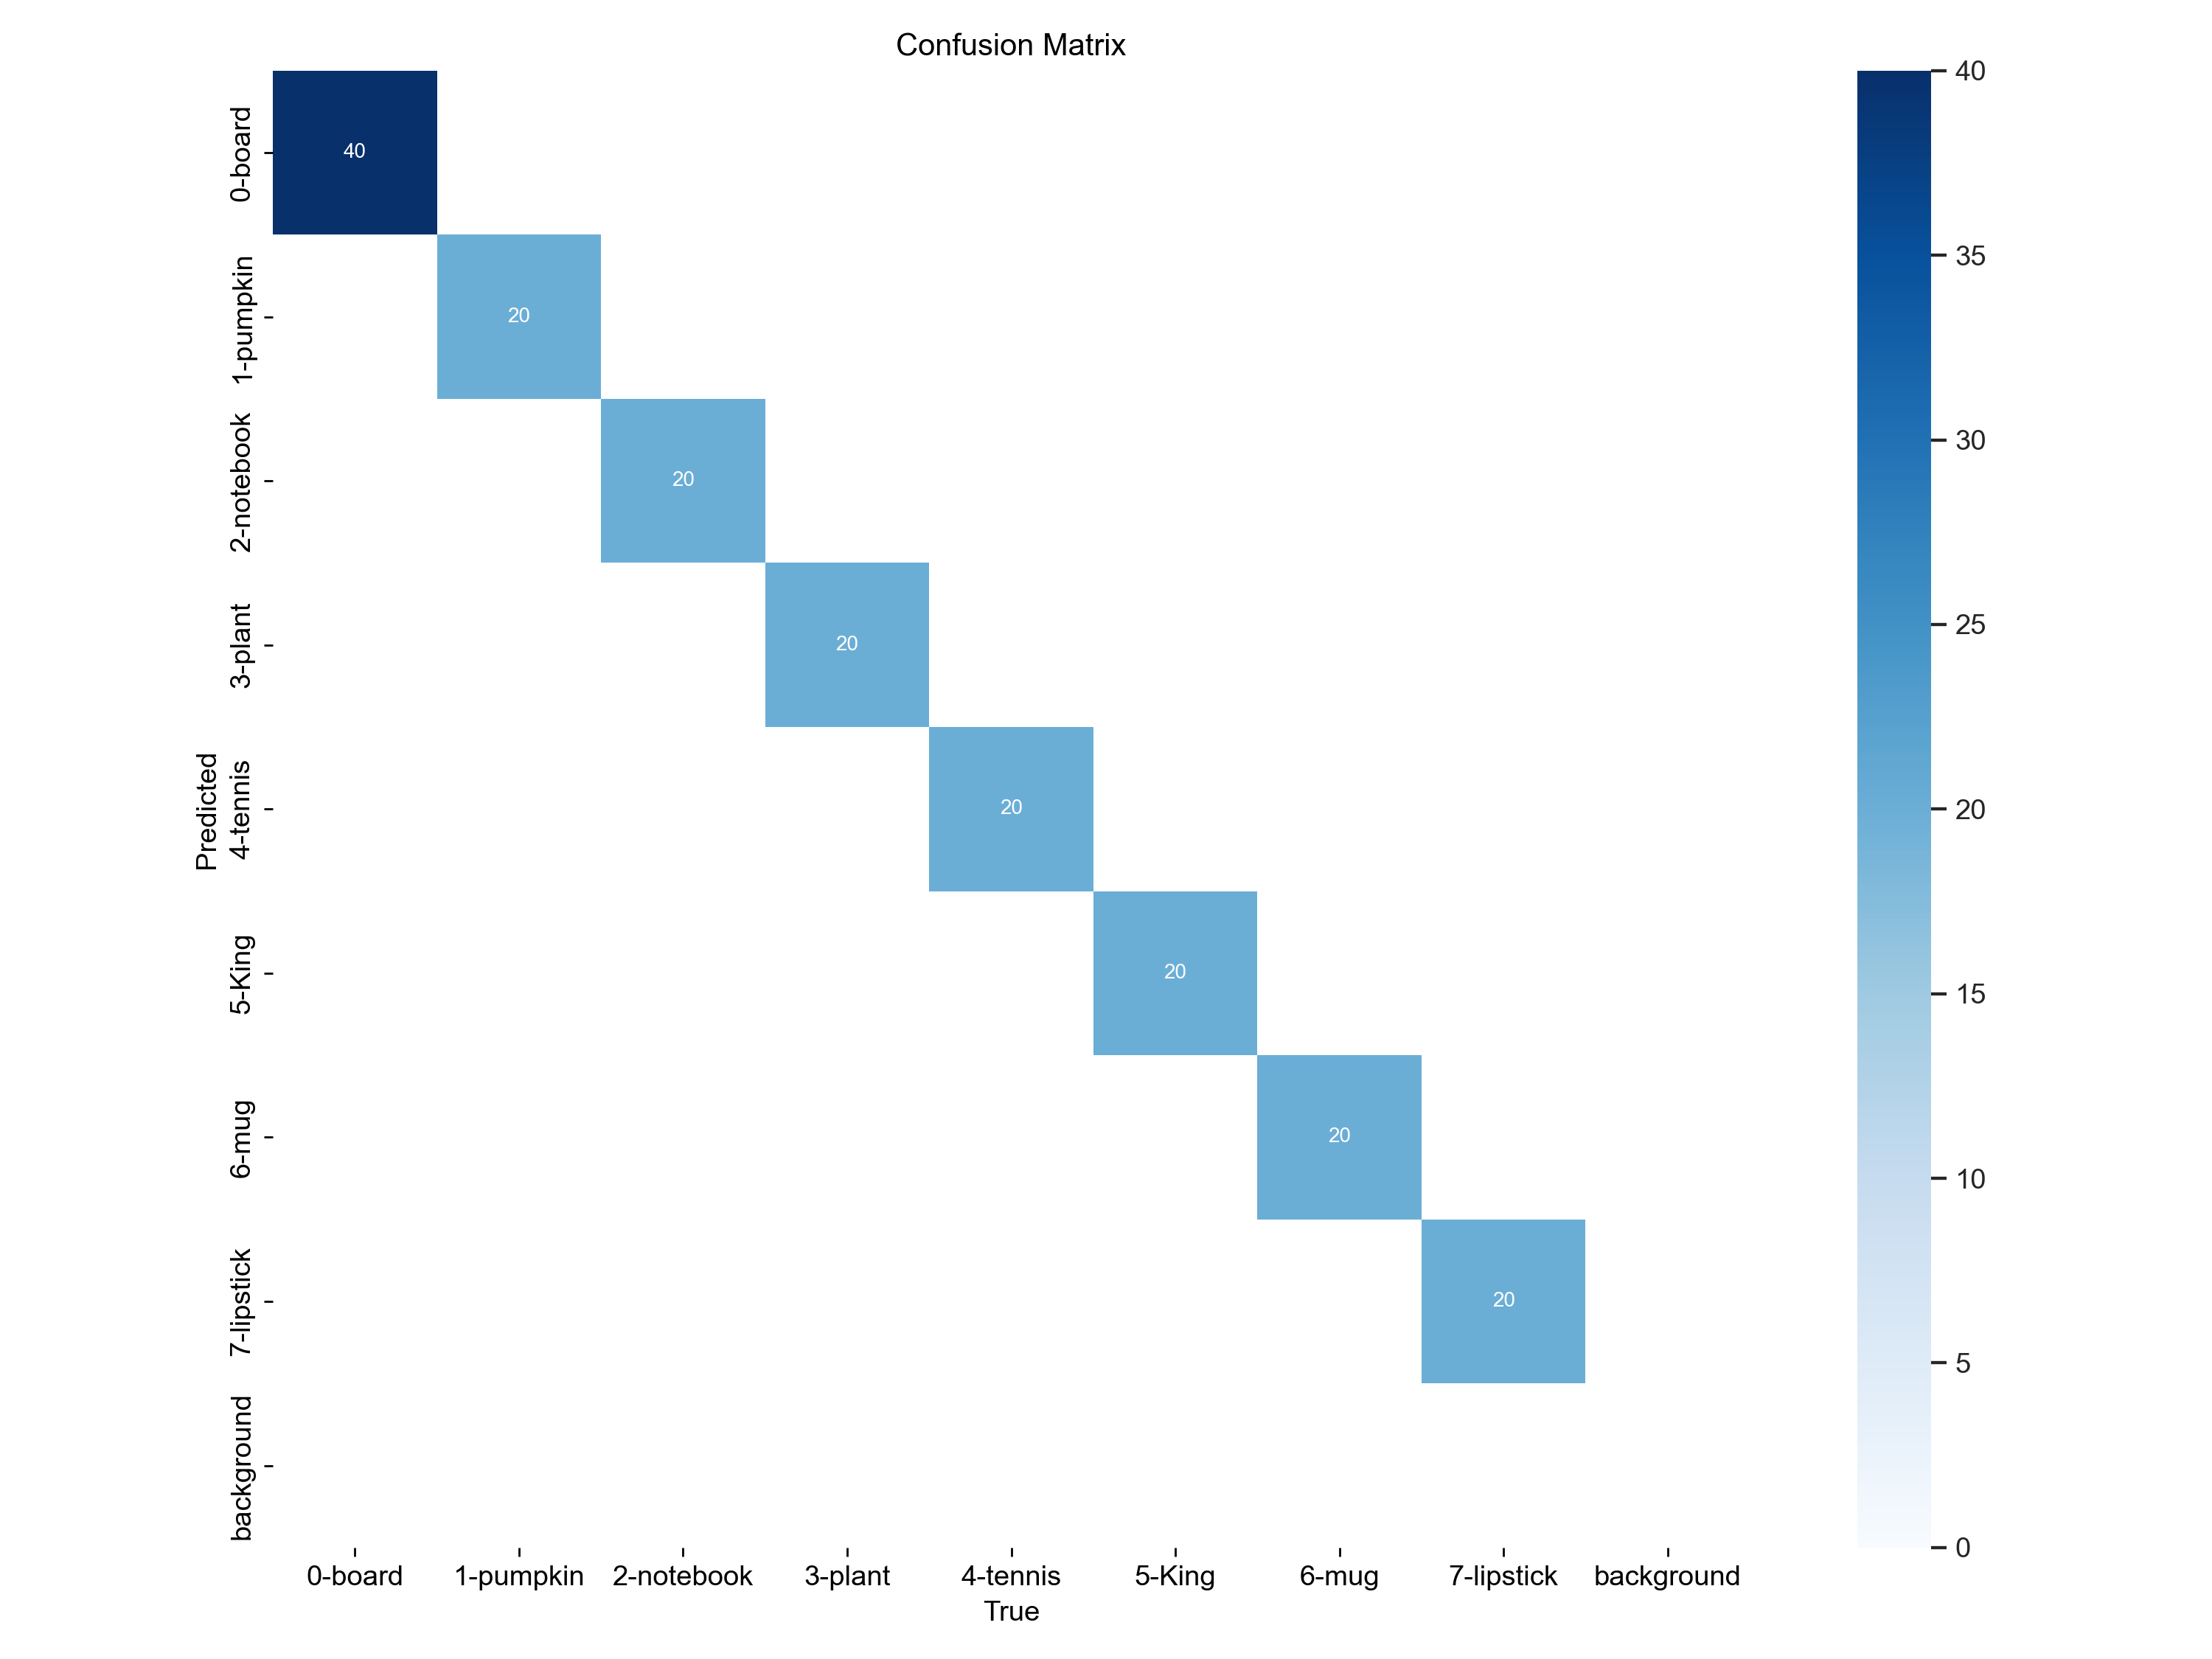 Confusion Matrix
0-board
1-pumpkin
2-notebook
3-plant
4-tennis
5-King
6-mug
7-lipstick
background
Predicted
40
20
20
20
20
20
20
20
0-board 1-pumpkin 2-notebook 3-plant 4-tennis 5-King 6-mug 7-lipstick background
True
40
35
30
25
20
15
10
5
0